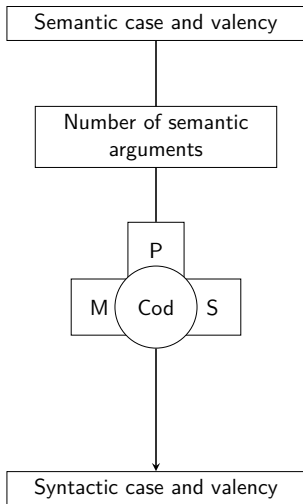 Semantic case and valency
Number of semantic
arguments
P
M Cod S
Syntactic case and valency